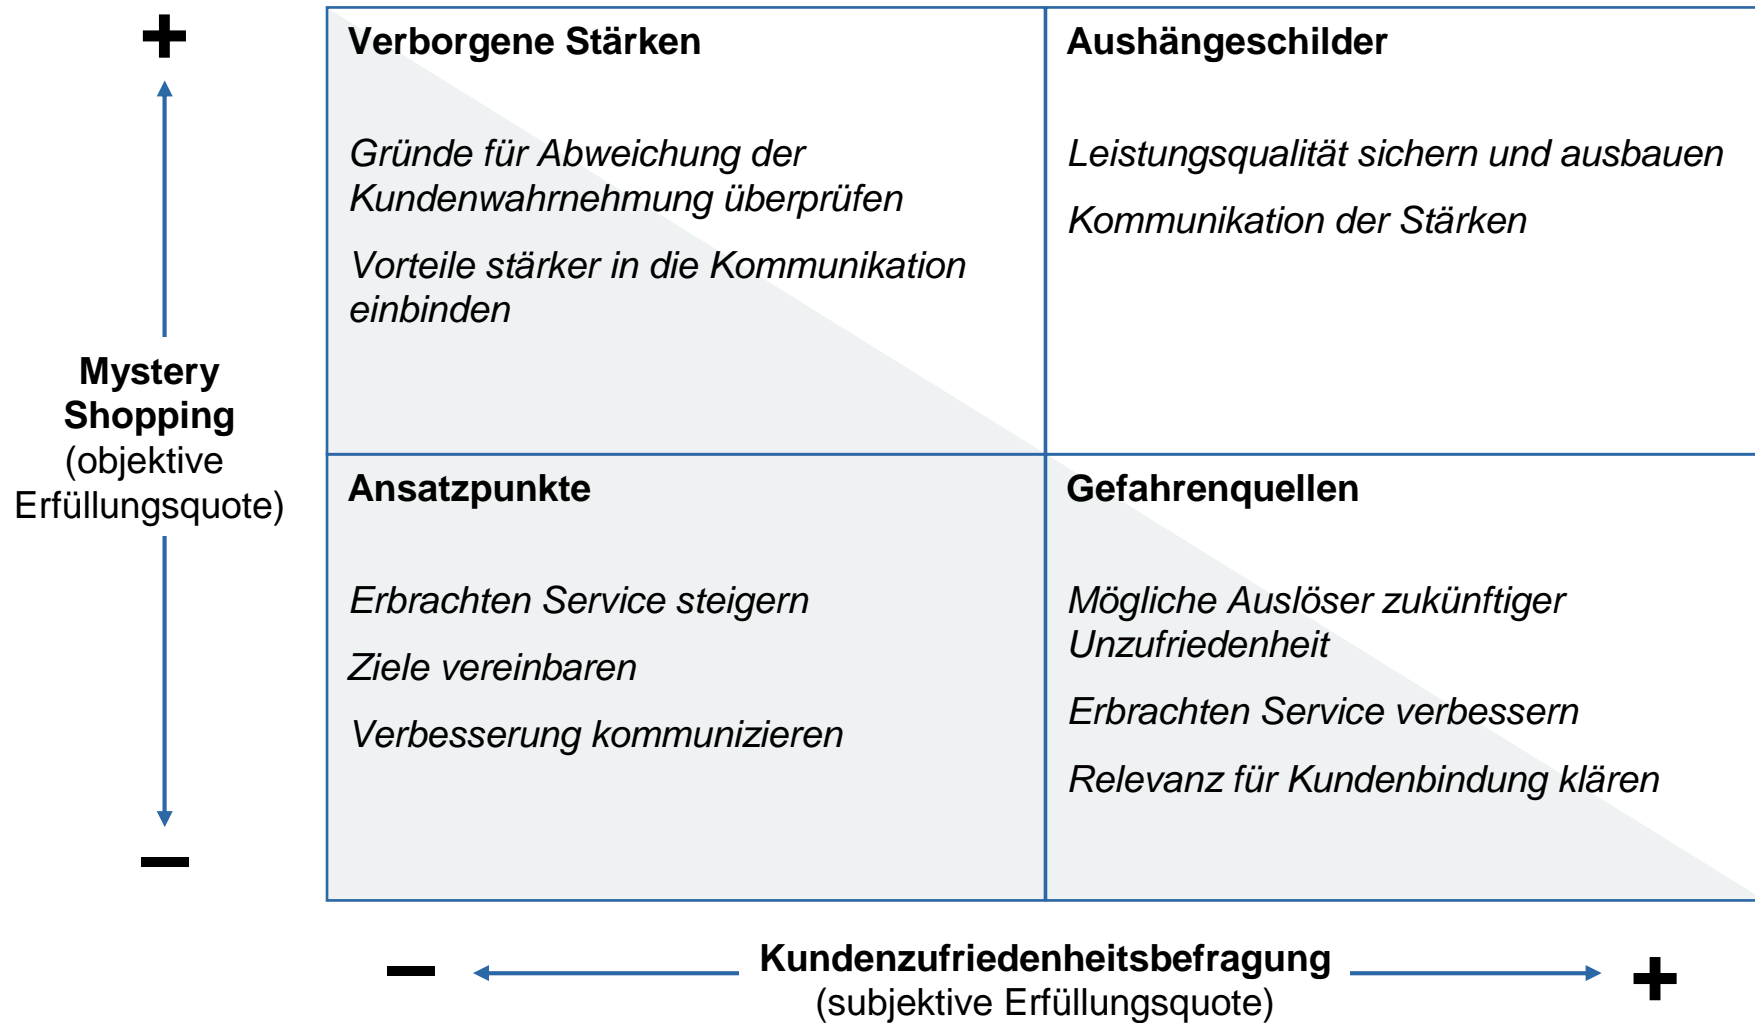 +
Verborgene Stärken
Gründe für Abweichung der
Kundenwahrnehmung überprüfen
Vorteile stärker in die Kommunikation
einbinden
Aushängeschilder
Leistungsqualität sichern und ausbauen
Kommunikation der Stärken
Mystery
Shopping
(objektive
Erfüllungsquote)
Ansatzpunkte
Erbrachten Service steigern
Ziele vereinbaren
Verbesserung kommunizieren
Gefahrenquellen
Mögliche Auslöser zukünftiger
Unzufriedenheit
Erbrachten Service verbessern
Relevanz für Kundenbindung klären
–
–
Kundenzufriedenheitsbefragung
(subjektive Erfüllungsquote)
+